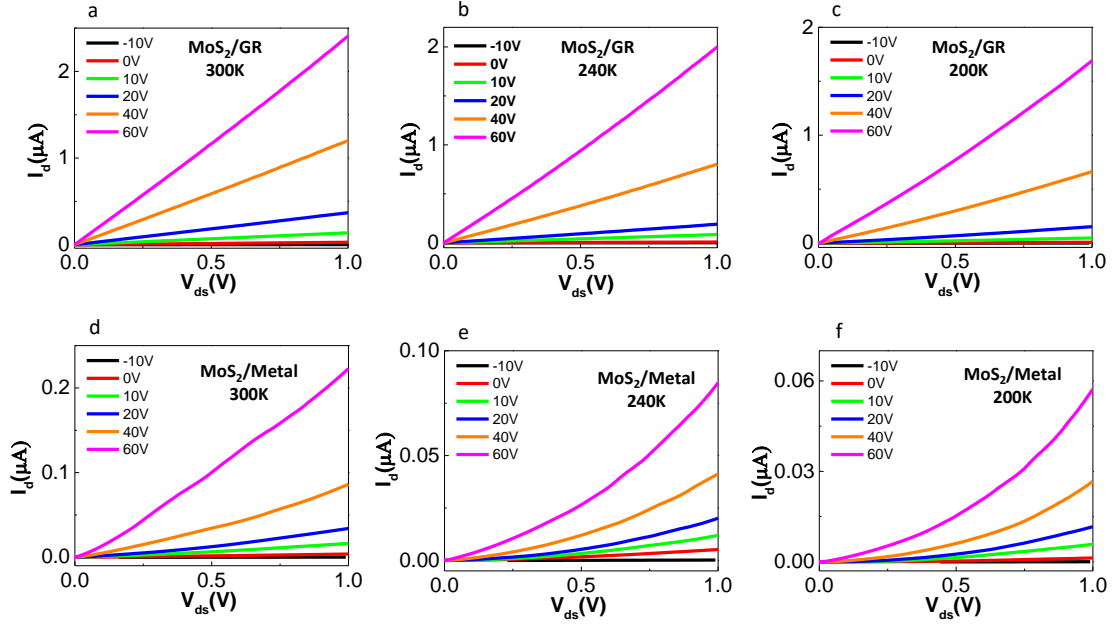 a
-10V
0V
10V
20V
40V
60V
MoS2/GR
300K
2
1
0
Id(μA)
0.0
0.5
1.0
Vds(V)
b
-10V
0V
10V
20V
40V
60V
MoS2/GR
240K
2
1
0
Id(μA)
0.0
0.5
1.0
Vds(V)
c
-10V
0V
10V
20V
40V
60V
MoS2/GR
200K
2
1
0
Id(μA)
0.0
0.5
1.0
Vds(V)
d
-10V
0V
10V
20V
40V
60V
MoS2/Metal
300K
0.2
0.1
0.0
Id(μA)
0.0
0.5
1.0
Vds(V)
e
-10V
0V
10V
20V
40V
60V
MoS2/Metal
240K
0.10
0.05
0.00
Id(μA)
0.0
0.5
1.0
Vds(V)
f
-10V
0V
10V
20V
40V
60V
MoS2/Metal
200K
0.06
0.03
0.00
Id(μA)
0.0
0.5
1.0
Vds(V)